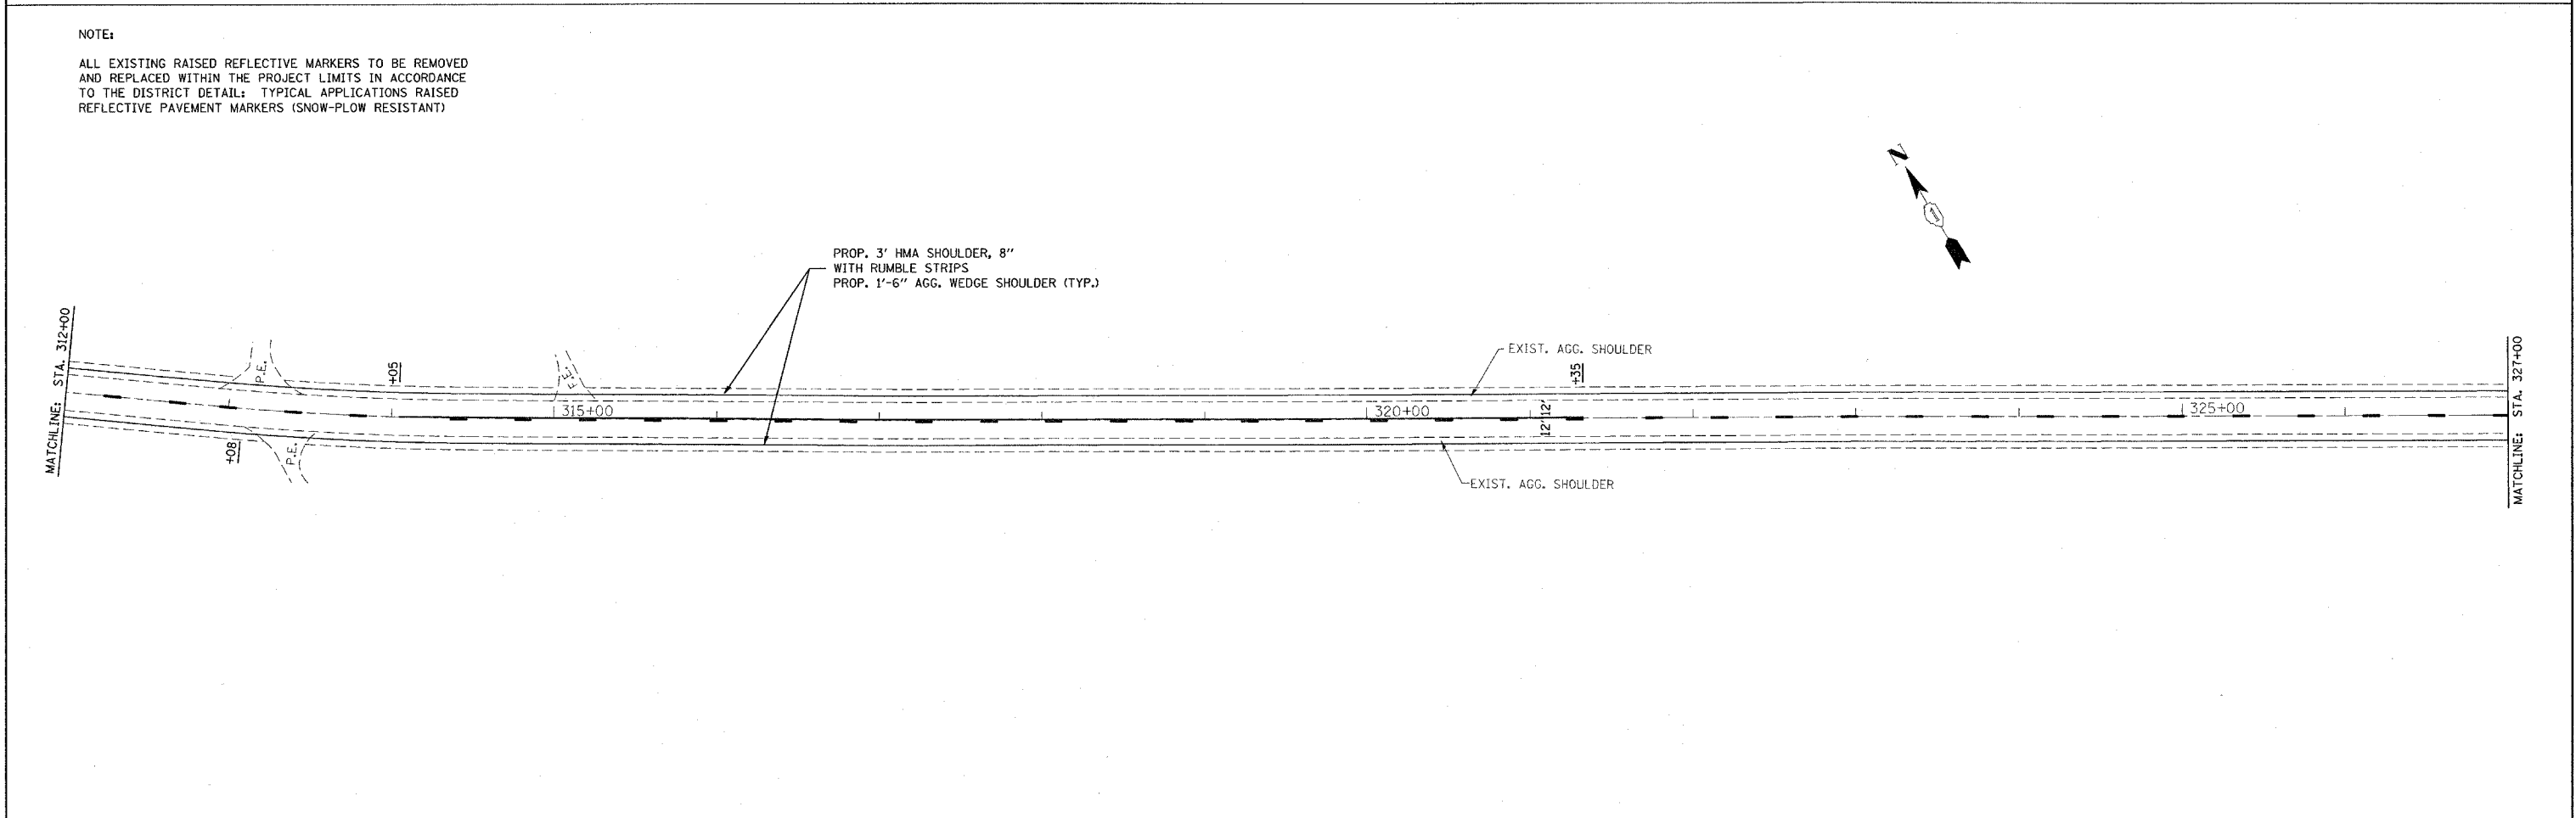 NOTE:
ALL EXISTING RAISED REFLECTIVE MARKERS TO BE REMOVED
AND REPLACED WITHIN THE PROJECT LIMITS IN ACCORDANCE
TO THE DISTRICT DETAIL: TYPICAL APPLICATIONS RAISED
REFLECTIVE PAVEMENT MARKERS (SNOW-PLOW RESISTANT)
N
PROP. 3' HMA SHOULDER, 8"
WITH RUMBLE STRIPS
PROP. 1'-6" AGG. WEDGE SHOULDER (TYP.)
MATCHLINE: STA. 312+00
P.E.
+05
F.E.
EXIST. AGG. SHOULDER
+35
MATCHLINE: STA. 327+00
315+00
320+00
12' 12'
325+00
+08
P.E.
EXIST. AGG. SHOULDER